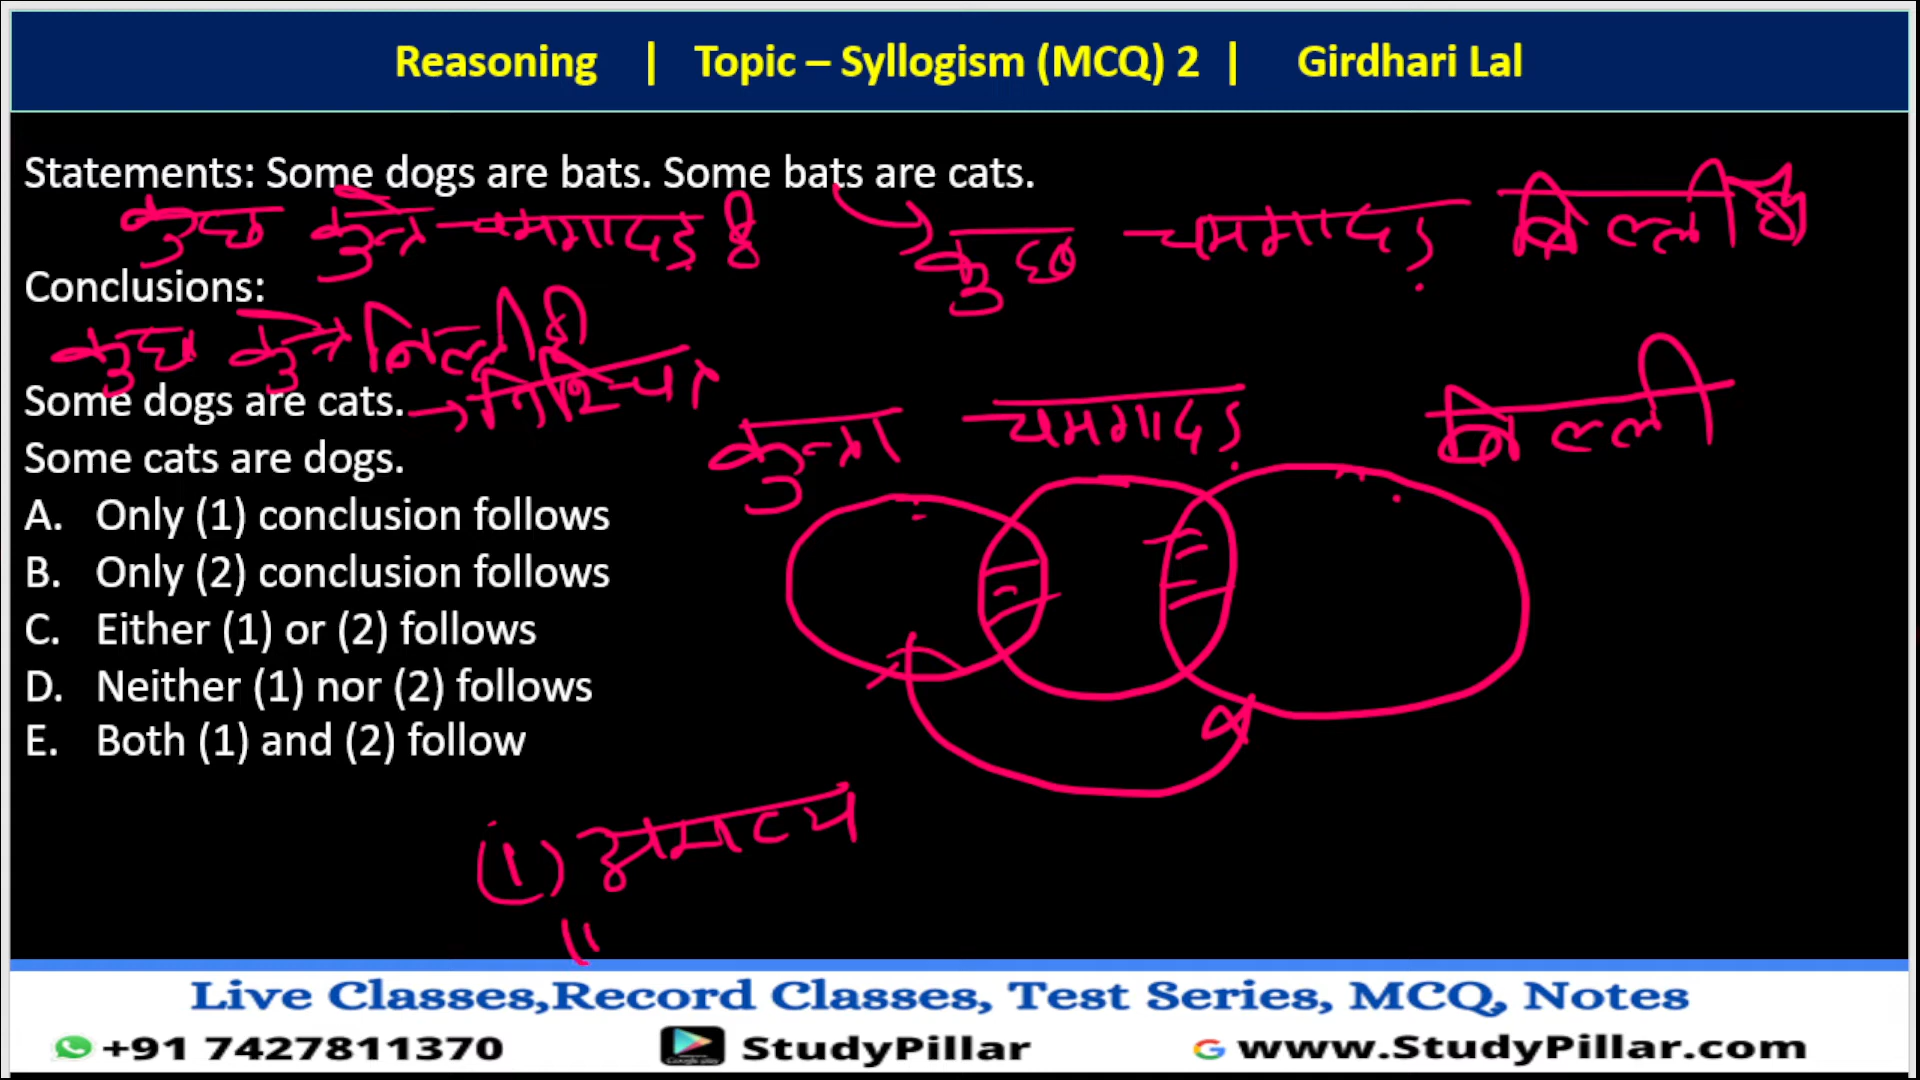 Reasoning | Topic – Syllogism (MCQ) 2 | Girdhari Lal
Statements: Some dogs are bats. Some bats are cats.
कुछ कुत्ते चमगादड़ है कुछ चमगादड़ बिल्ली है
Conclusions:
कुछ कुत्ते बिल्ली है
Some dogs are cats.
कुत्ता चमगादड़ बिल्ली
Some cats are dogs.
A. Only (1) conclusion follows
B. Only (2) conclusion follows
C. Either (1) or (2) follows
D. Neither (1) nor (2) follows
E. Both (1) and (2) follow
(1) असत्य
Live Classes,Record Classes, Test Series, MCQ, Notes
+91 7427811370 StudyPillar www.StudyPillar.com